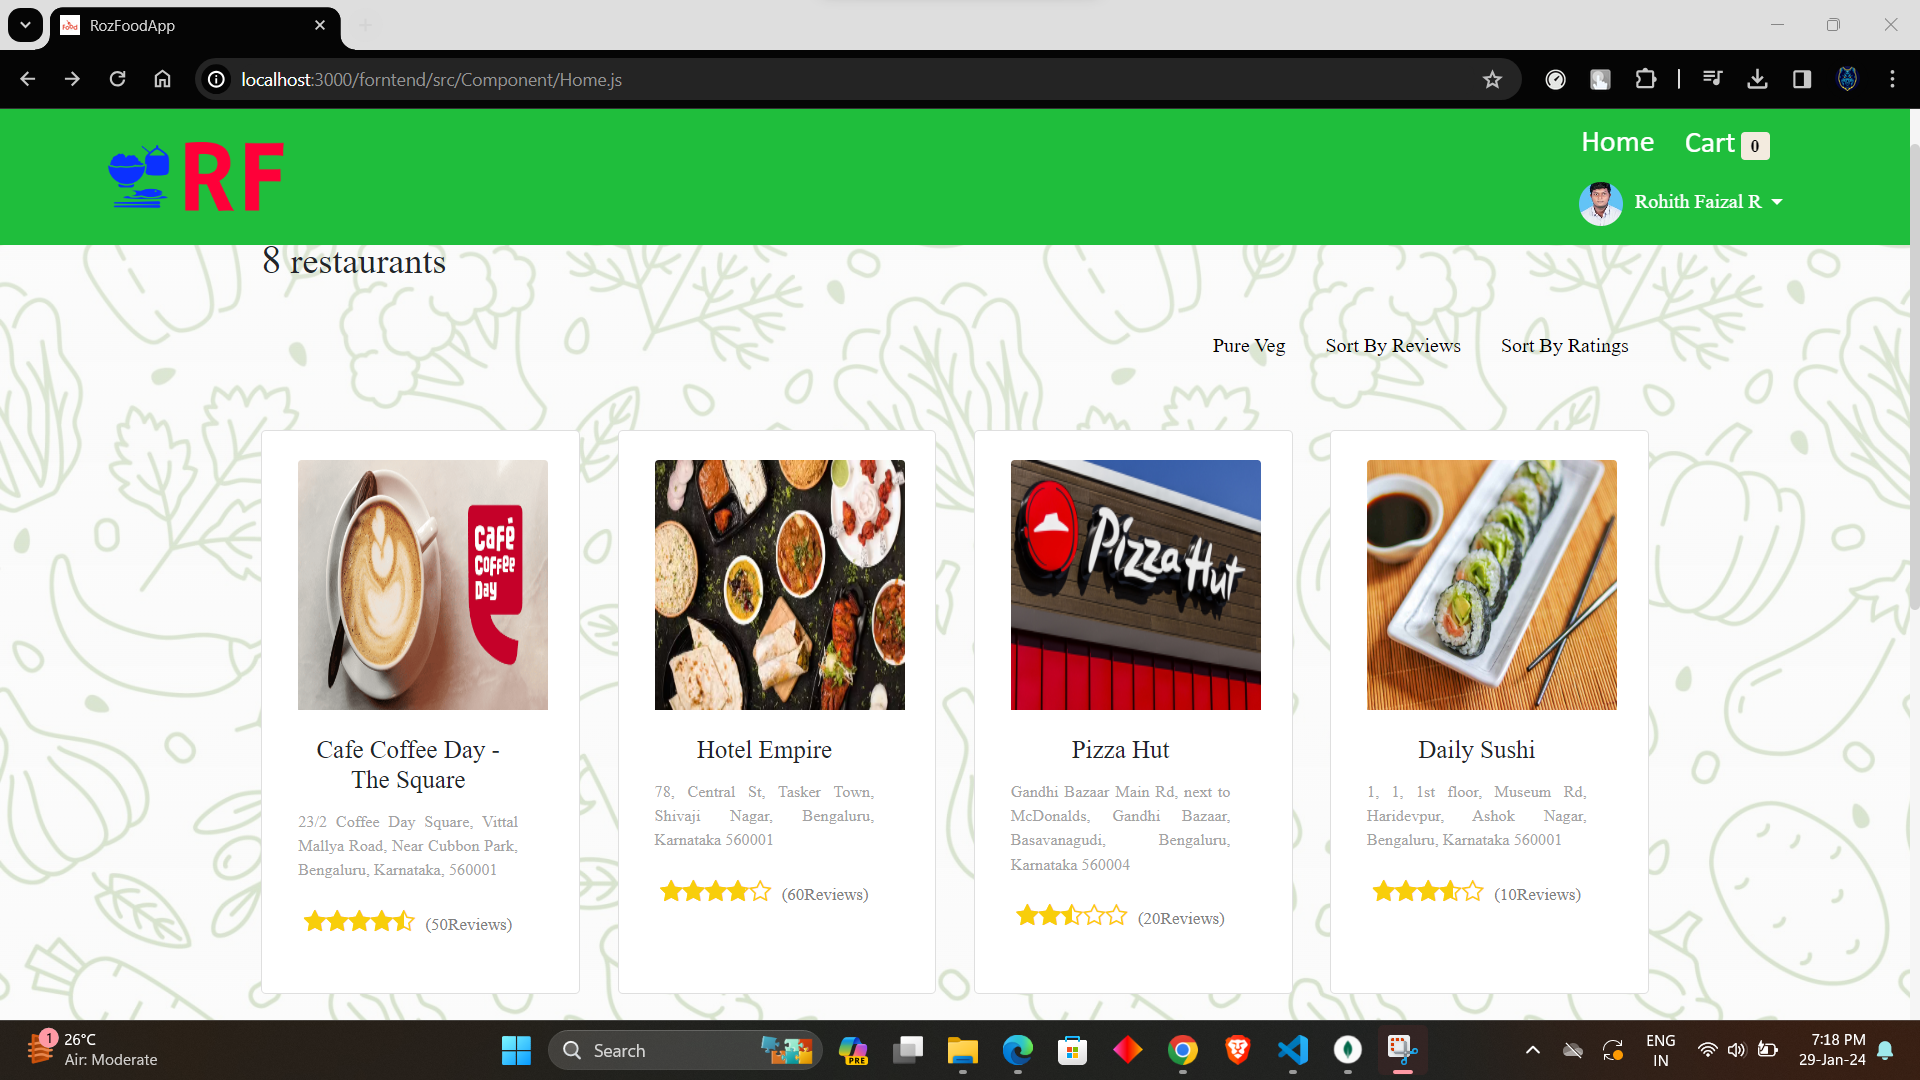 RozFoodApp
localhost:3000/forntend/src/Component/Home.js
RF
Home
Cart 0
Rohith Faizal R
8 restaurants
Pure Veg
Sort By Reviews
Sort By Ratings
Café
Coffee
Day
Pizza Hut
Cafe Coffee Day -
The Square
23/2 Coffee Day Square, Vittal
Mallya Road, Near Cubbon Park,
Bengaluru, Karnataka, 560001
(50Reviews)
Hotel Empire
78, Central St, Tasker Town,
Shivaji Nagar, Bengaluru,
Karnataka 560001
(60Reviews)
Pizza Hut
Gandhi Bazaar Main Rd, next to
McDonalds, Gandhi Bazaar,
Basavanagudi, Bengaluru,
Karnataka 560004
(20Reviews)
Daily Sushi
1, 1, 1st floor, Museum Rd,
Haridevpur, Ashok Nagar,
Bengaluru, Karnataka 560001
(10Reviews)
1
26°C
Air: Moderate
Search
PRE
ENG
IN
7:18 PM
29-Jan-24